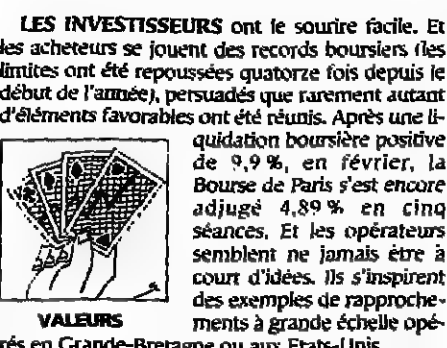 LES INVESTISSEURS ont le sourire facile. Et
les acheteurs se jouent des records boursiers (les
limites ont été repoussées quatorze fois depuis le
début de l'année), persuadés que rarement autant
d'éléments favorables ont été réunis. Après une li-
quidation boursière positive
de 9,9 %, en février, la
Bourse de Paris s'est encore
adjugé 4,89 % en cinq
séances. Et les opérateurs
semblent ne jamais être à
court d'idées. Ils s'inspirent
des exemples de rapproche-
ments à grande échelle opé-
VALEURS
rés en Grande-Bretagne ou aux Etats-Unis